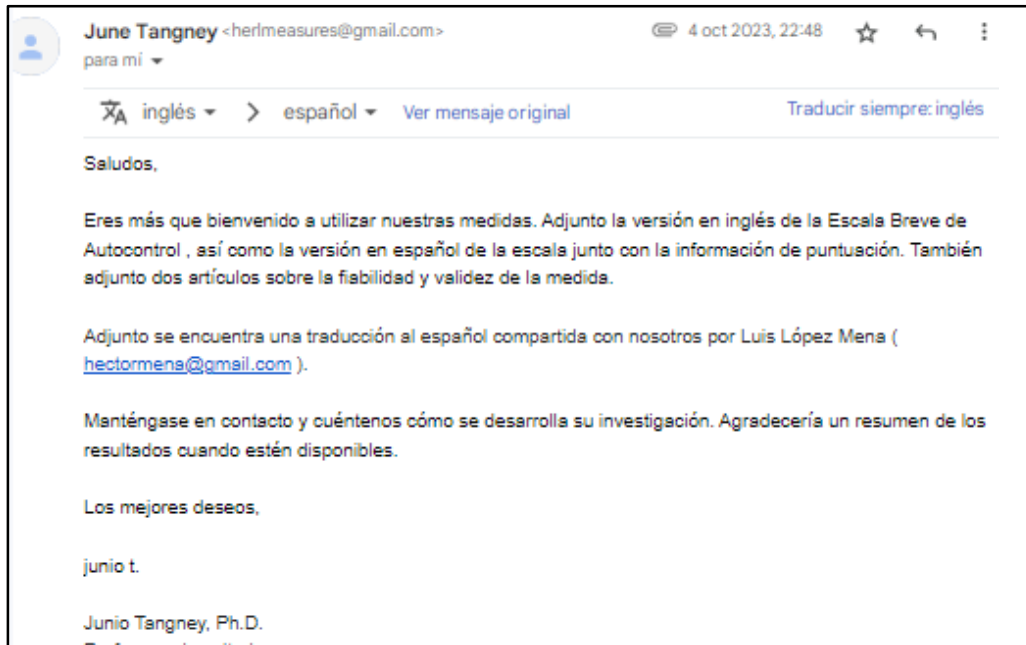 June Tangney <herlmeasures@gmail.com> 4 oct 2023, 22:48
para mí
inglés > español Ver mensaje original Traducir siempre: inglés
Saludos,
Eres más que bienvenido a utilizar nuestras medidas. Adjunto la versión en inglés de la Escala Breve de
Autocontrol , así como la versión en español de la escala junto con la información de puntuación. También
adjunto dos artículos sobre la fiabilidad y validez de la medida.
Adjunto se encuentra una traducción al español compartida con nosotros por Luis López Mena (
hectormena@gmail.com ).
Manténgase en contacto y cuéntenos cómo se desarrolla su investigación. Agradecería un resumen de los
resultados cuando estén disponibles.
Los mejores deseos,
junio t.
Junio Tangney, Ph.D.